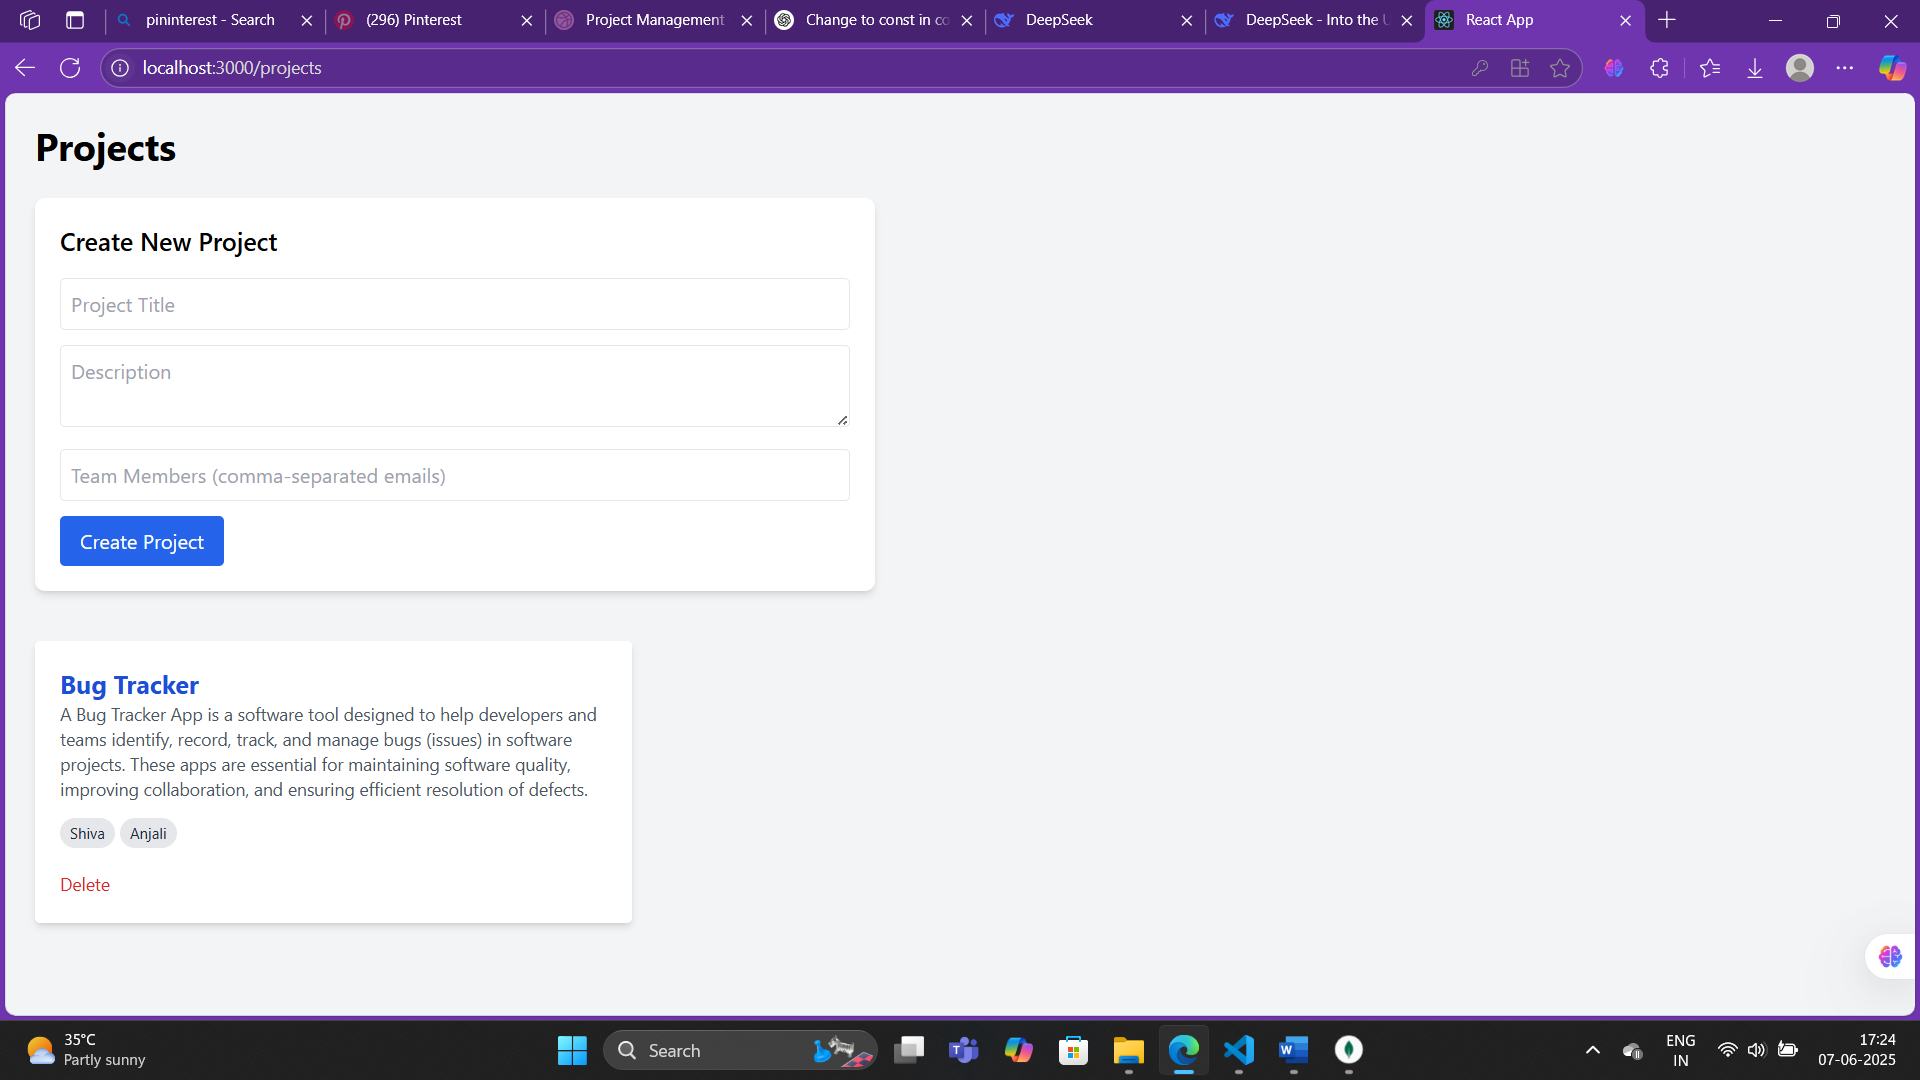 pininterest - Search
(296) Pinterest
Project Management
Change to const in co
DeepSeek
DeepSeek - Into the U
React App
localhost:3000/projects
Projects
Create New Project
Project Title
Description
Team Members (comma-separated emails)
Create Project
Bug Tracker
A Bug Tracker App is a software tool designed to help developers and
teams identify, record, track, and manage bugs (issues) in software
projects. These apps are essential for maintaining software quality,
improving collaboration, and ensuring efficient resolution of defects.
Shiva Anjali
Delete
35°C
Partly sunny
Search
ENG
IN
17:24
07-06-2025